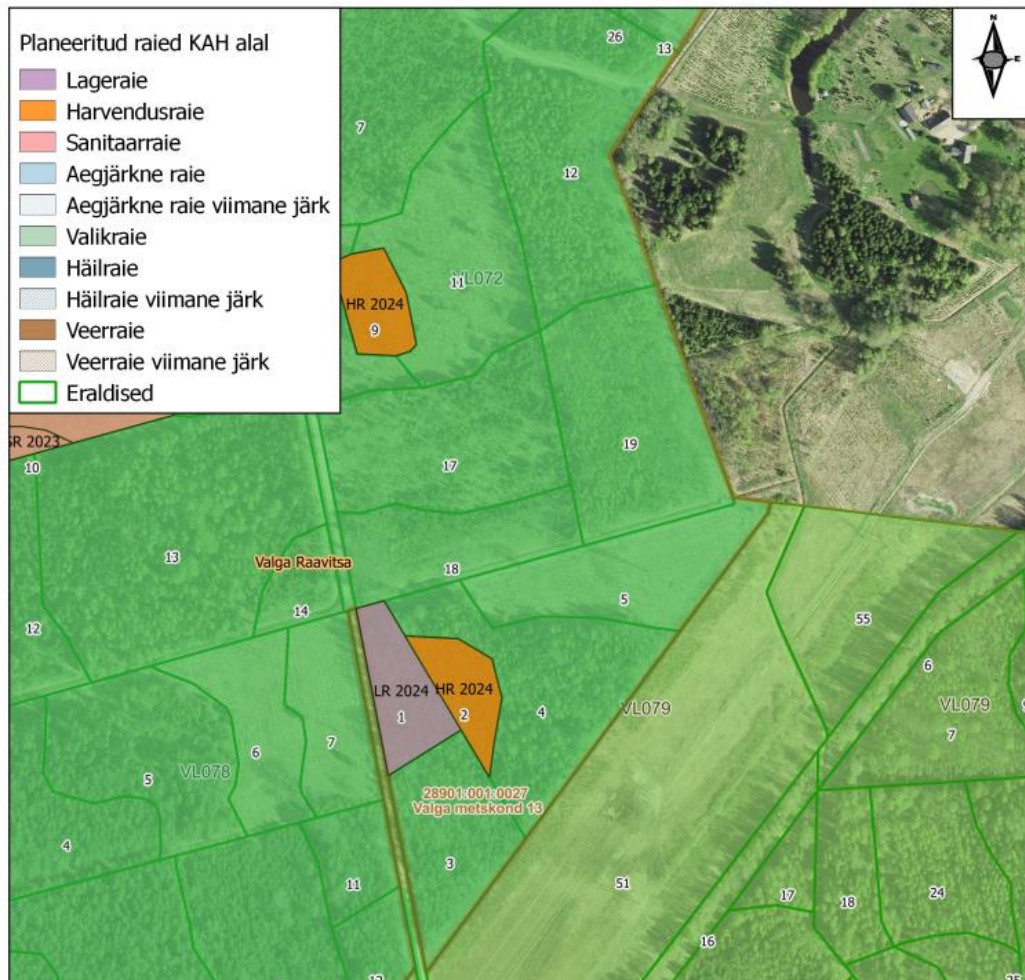 Planeeritud raied KAH alal
Lageraie
Harvendusraie
Sanitaarraie
Aegjärkne raie
Aegjärkne raie viimane järk
Valikraie
Häilraie
Häilraie viimane järk
Veerraie
Veerraie viimane järk
Eraldised
N
E
26
13
7
12
VL072
11
HR 2024
9
SR 2023
10
19
17
13
Valga Raavitsa
18
14
5
12
55
6
LR 2024
HR 2024
1
2
4
VL079
VL079
7
6
7
5
VL078
28901:001:0027
Valga metskond 13
4
3
11
51
17
18
24
16